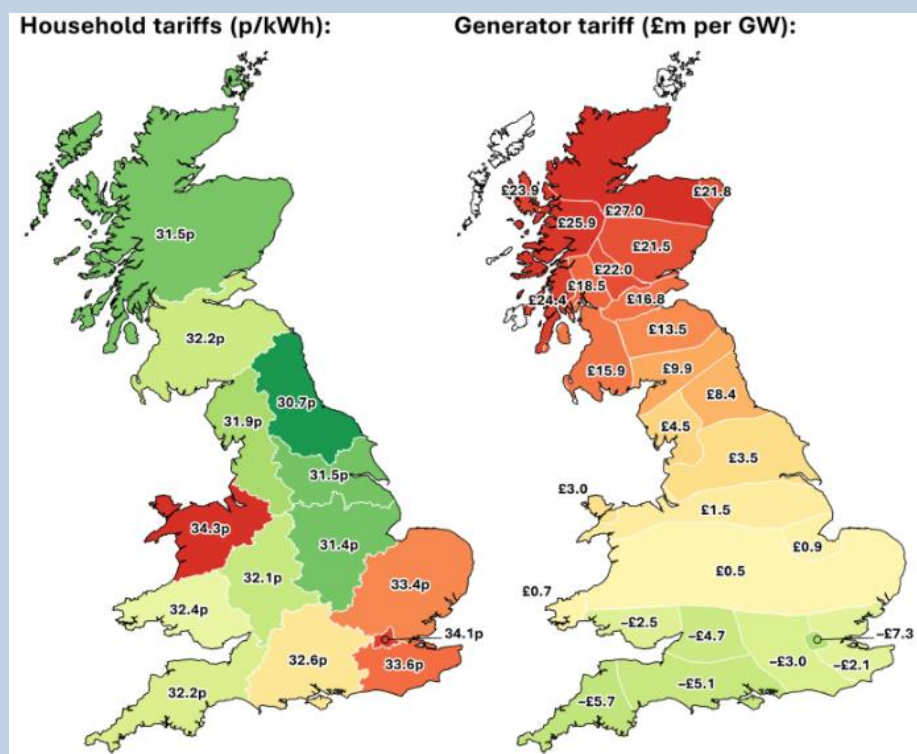 Household tariffs (p/kWh):
31.5p
32.2p
30.7p
31.9p
31.5p
34.3p
31.4p
32.1p
33.4p
32.4p
34.1p
32.6p
33.6p
32.2p
Generator tariff (£m per GW):
£23.9
£21.8
£27.0
£25.9
£21.5
£22.0
£18.5
£24.4
£16.8
£13.5
£15.9
£9.9
£8.4
£4.5
£3.5
£3.0
£1.5
£0.9
£0.5
£0.7
–£2.5
–£4.7
–£7.3
–£3.0
–£2.1
–£5.1
–£5.7